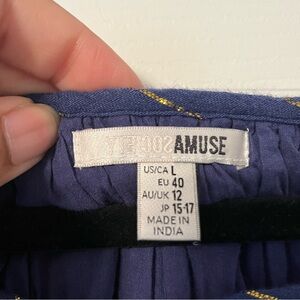 AMUSE
US/CA L
EU 40
AU/UK 12
JP 15-17
MADE IN
INDIA